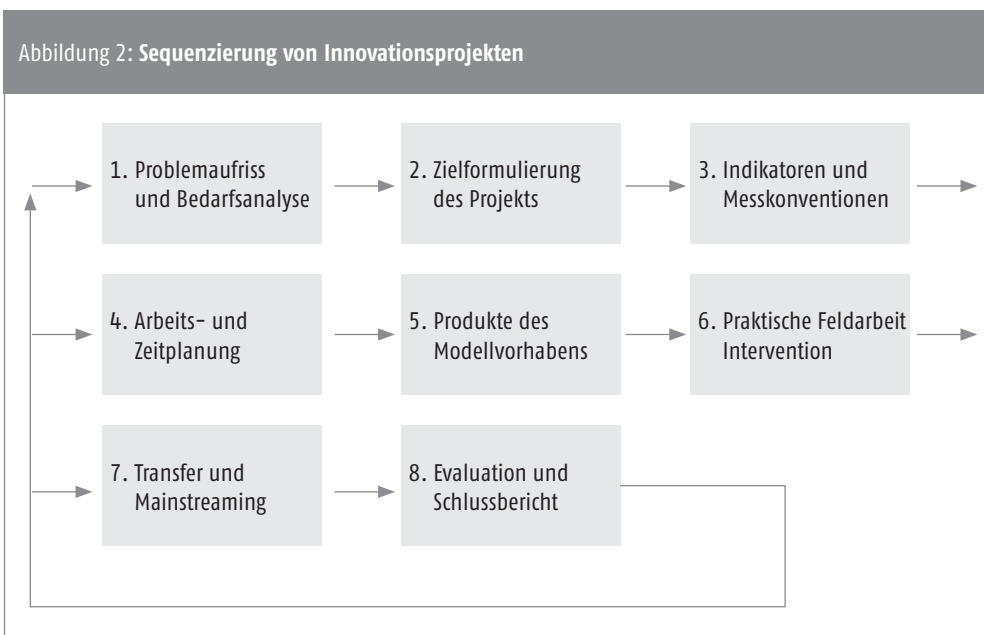 Abbildung 2: Sequenzierung von Innovationsprojekten
1. Problemaufriss
und Bedarfsanalyse
2. Zielformulierung
des Projekts
3. Indikatoren und
Messkonventionen
4. Arbeits- und
Zeitplanung
5. Produkte des
Modellvorhabens
6. Praktische Feldarbeit
Intervention
7. Transfer und
Mainstreaming
8. Evaluation und
Schlussbericht